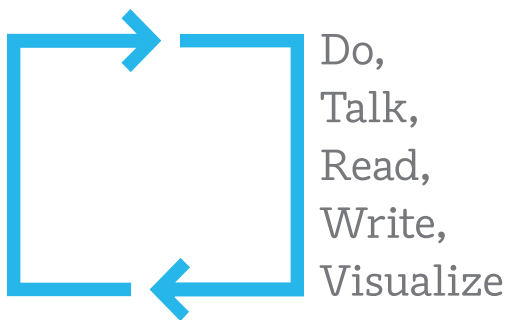 Do,
Talk,
Read,
Write,
Visualize